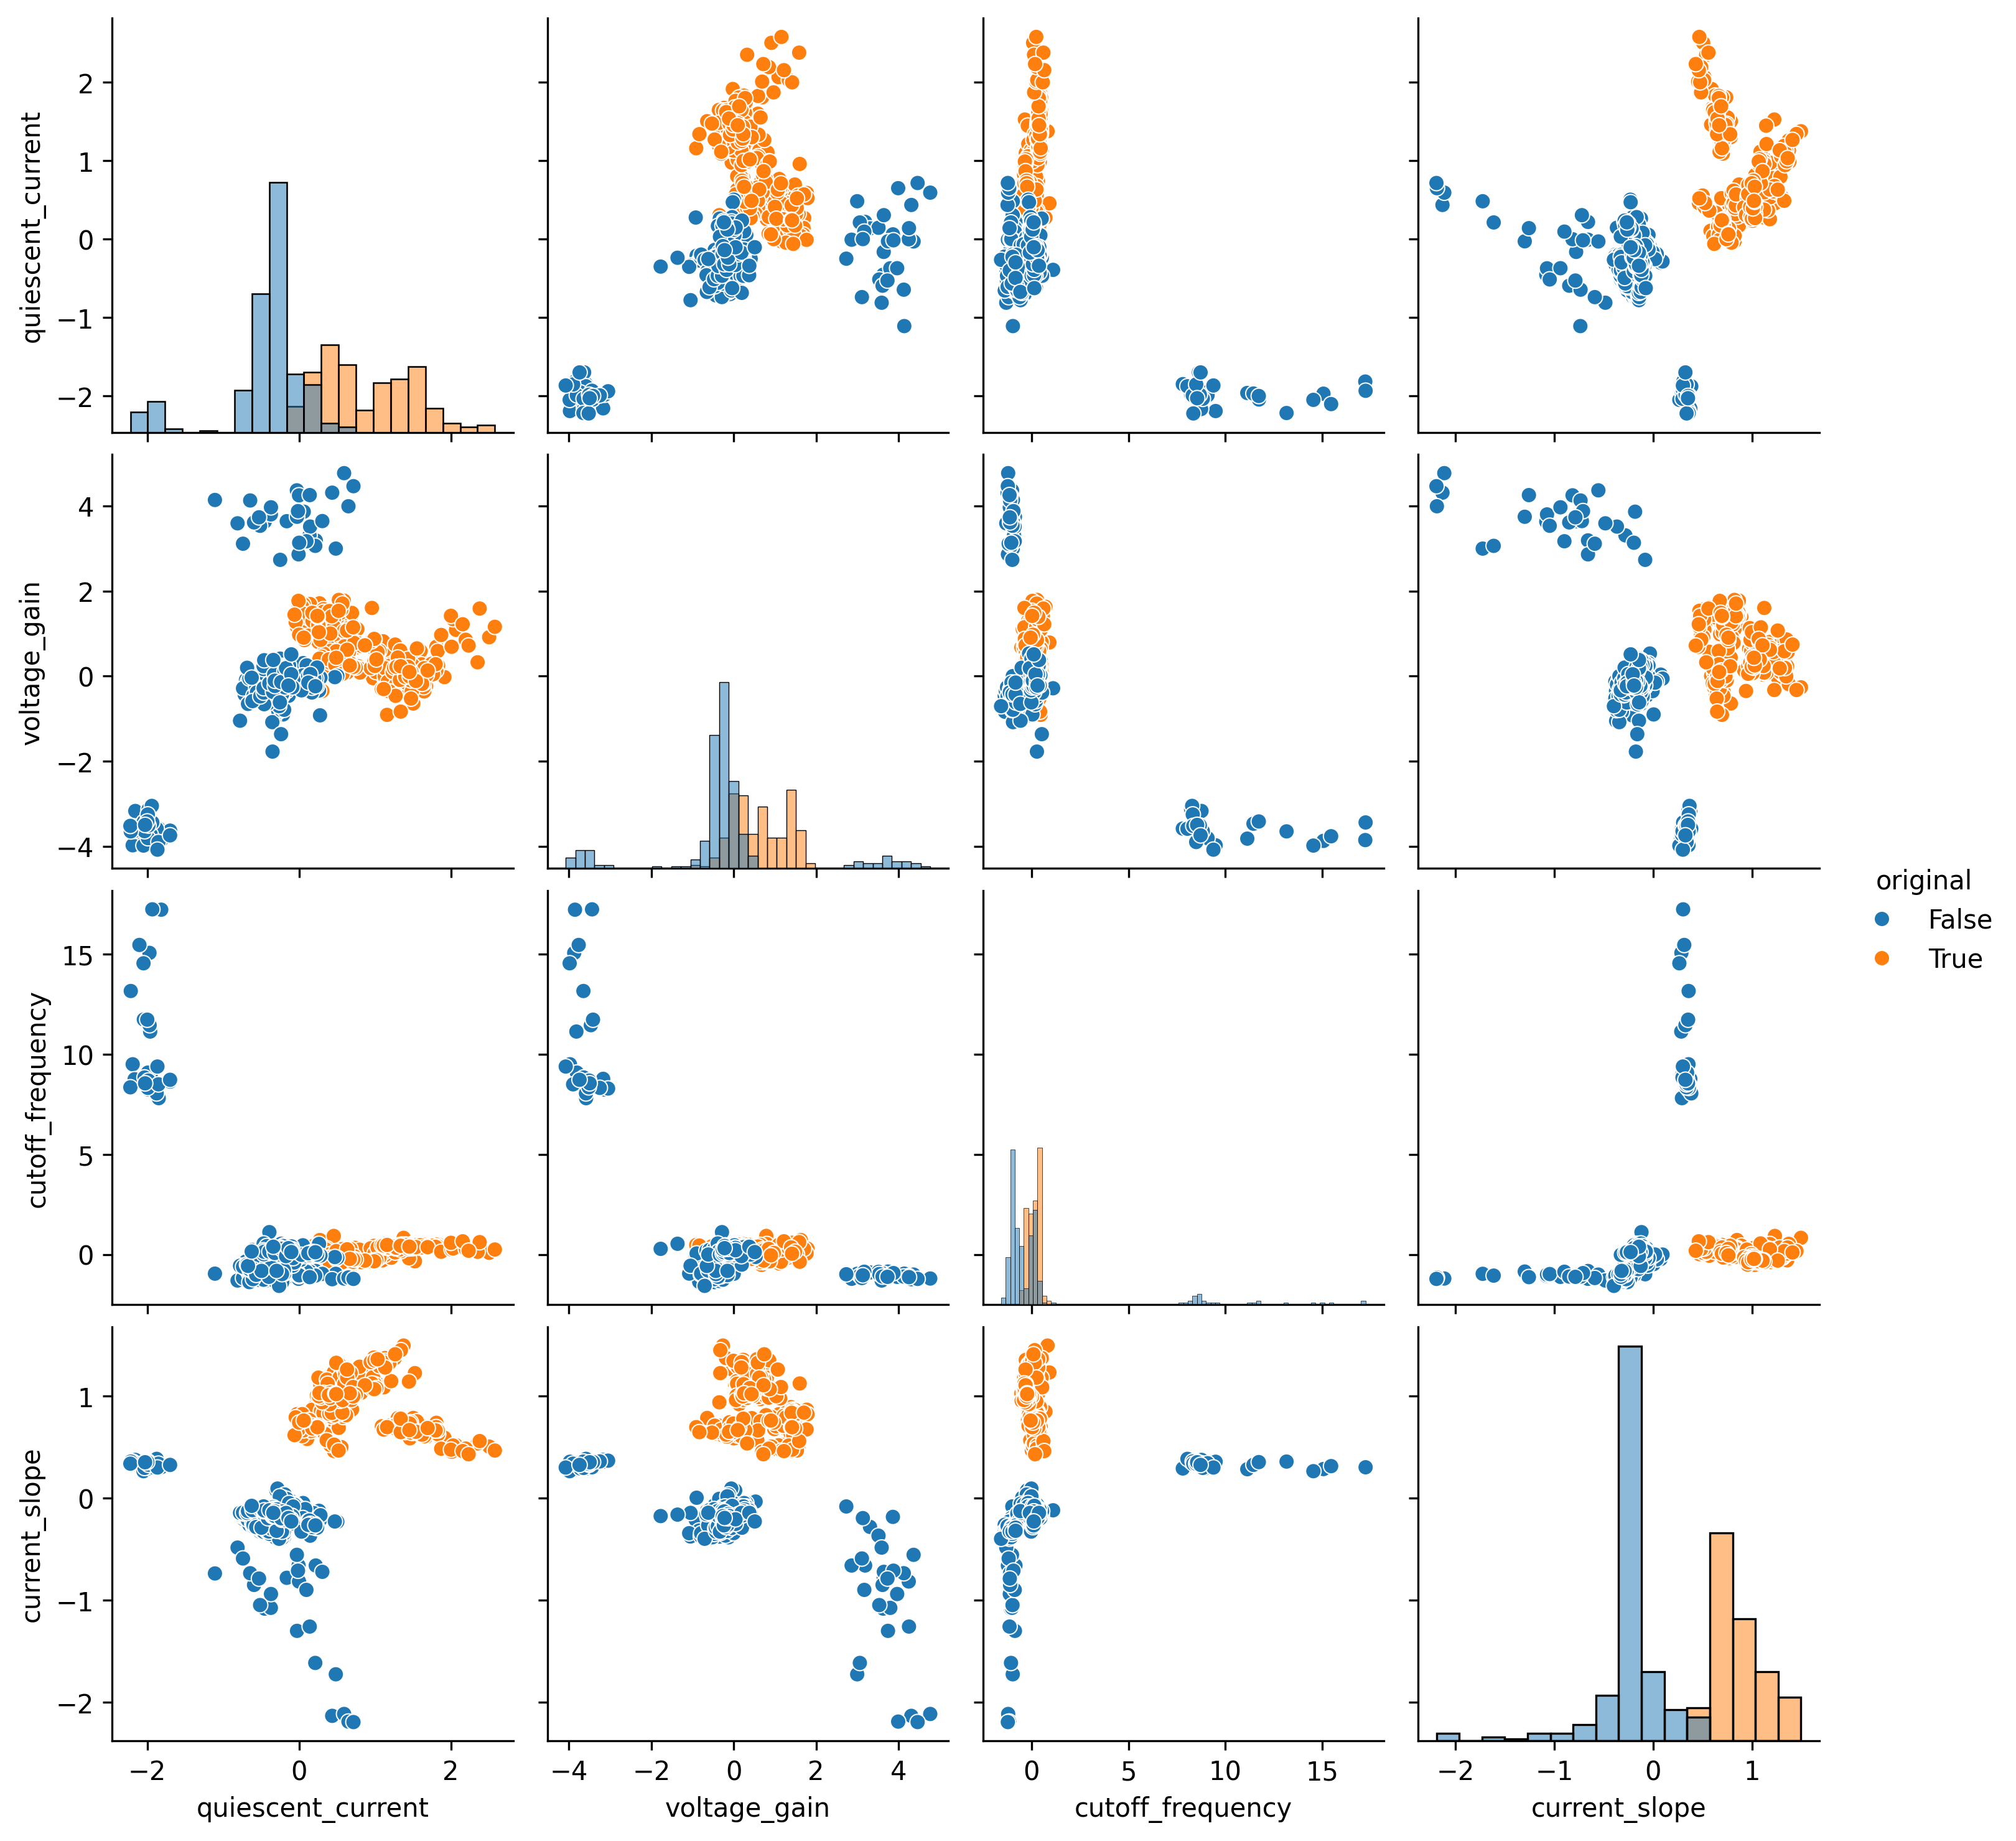 quiescent_current
2
1
0
−1
−2
voltage_gain
4
2
0
−2
−4
original
False
True
cutoff_frequency
15
10
5
0
current_slope
1
0
−1
−2
−2 0 2
−4 −2 0 2 4
0 5 10 15
−2 −1 0 1
quiescent_current voltage_gain cutoff_frequency current_slope